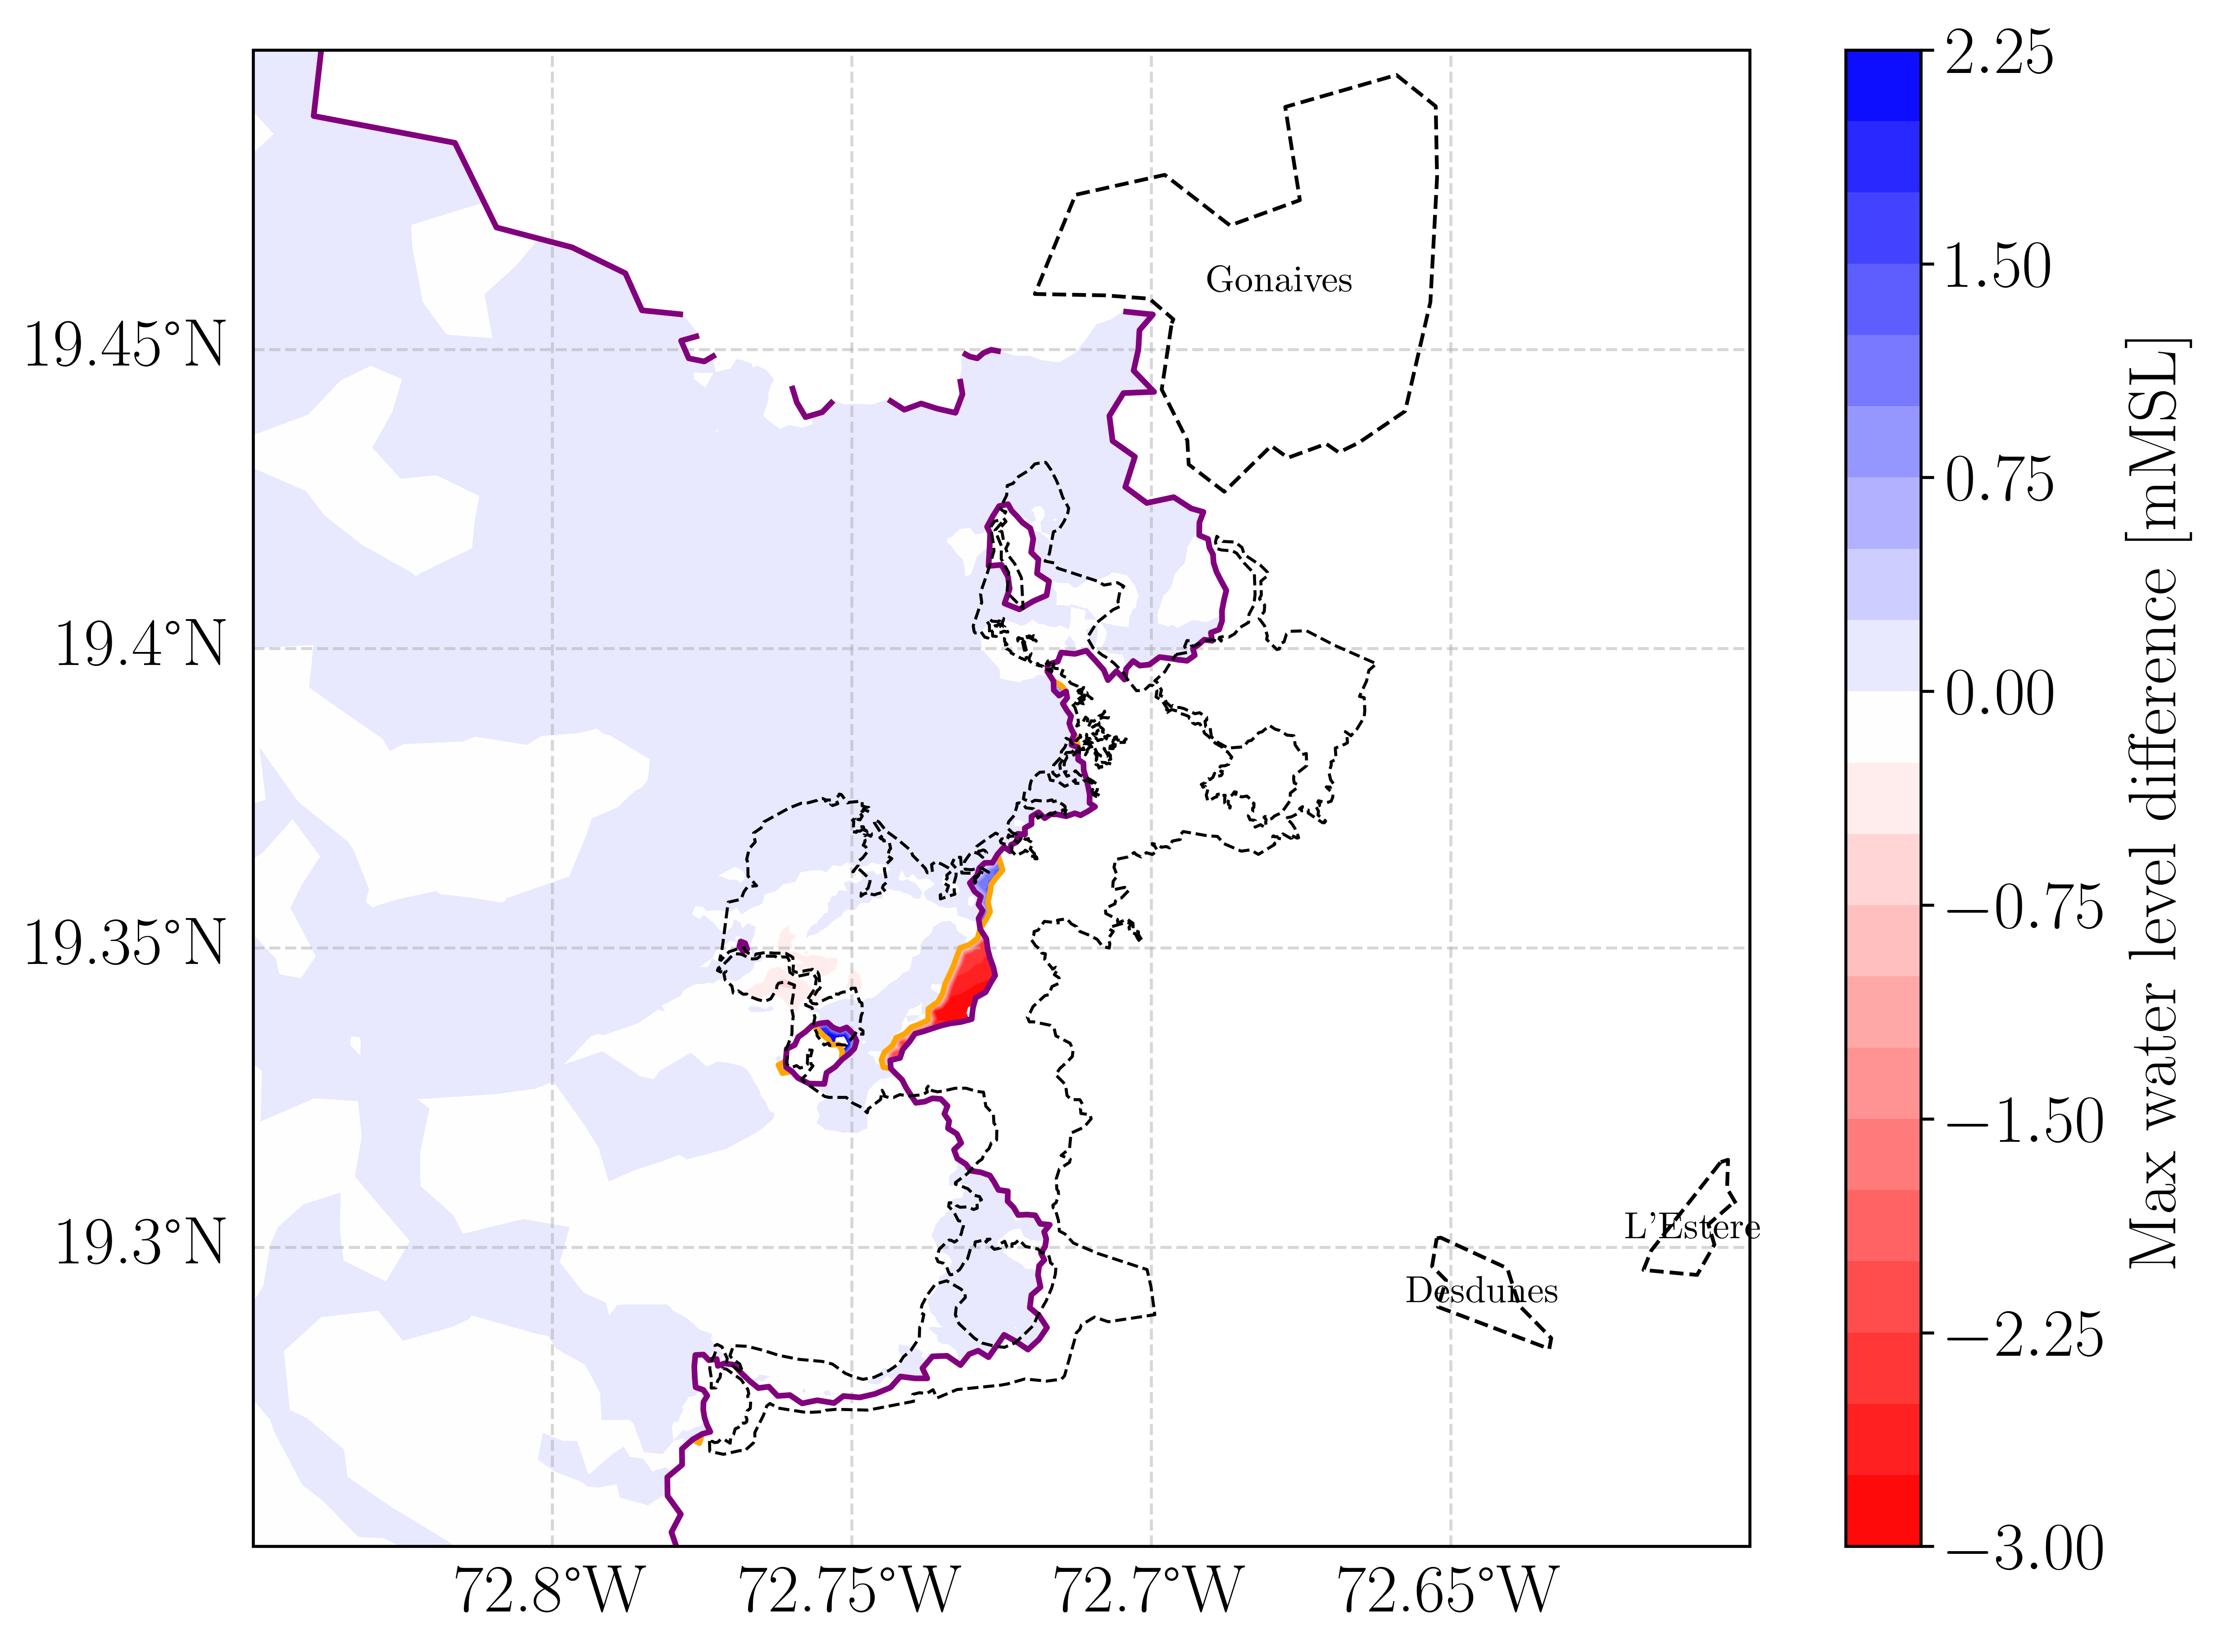 2.25
1.50
0.75
0.00
−0.75
−1.50
−2.25
−3.00
Max water level difference [mMSL]
19.45°N
19.4°N
19.35°N
19.3°N
72.8°W
72.75°W
72.7°W
72.65°W
Gonaives
L'Estere
Desdunes